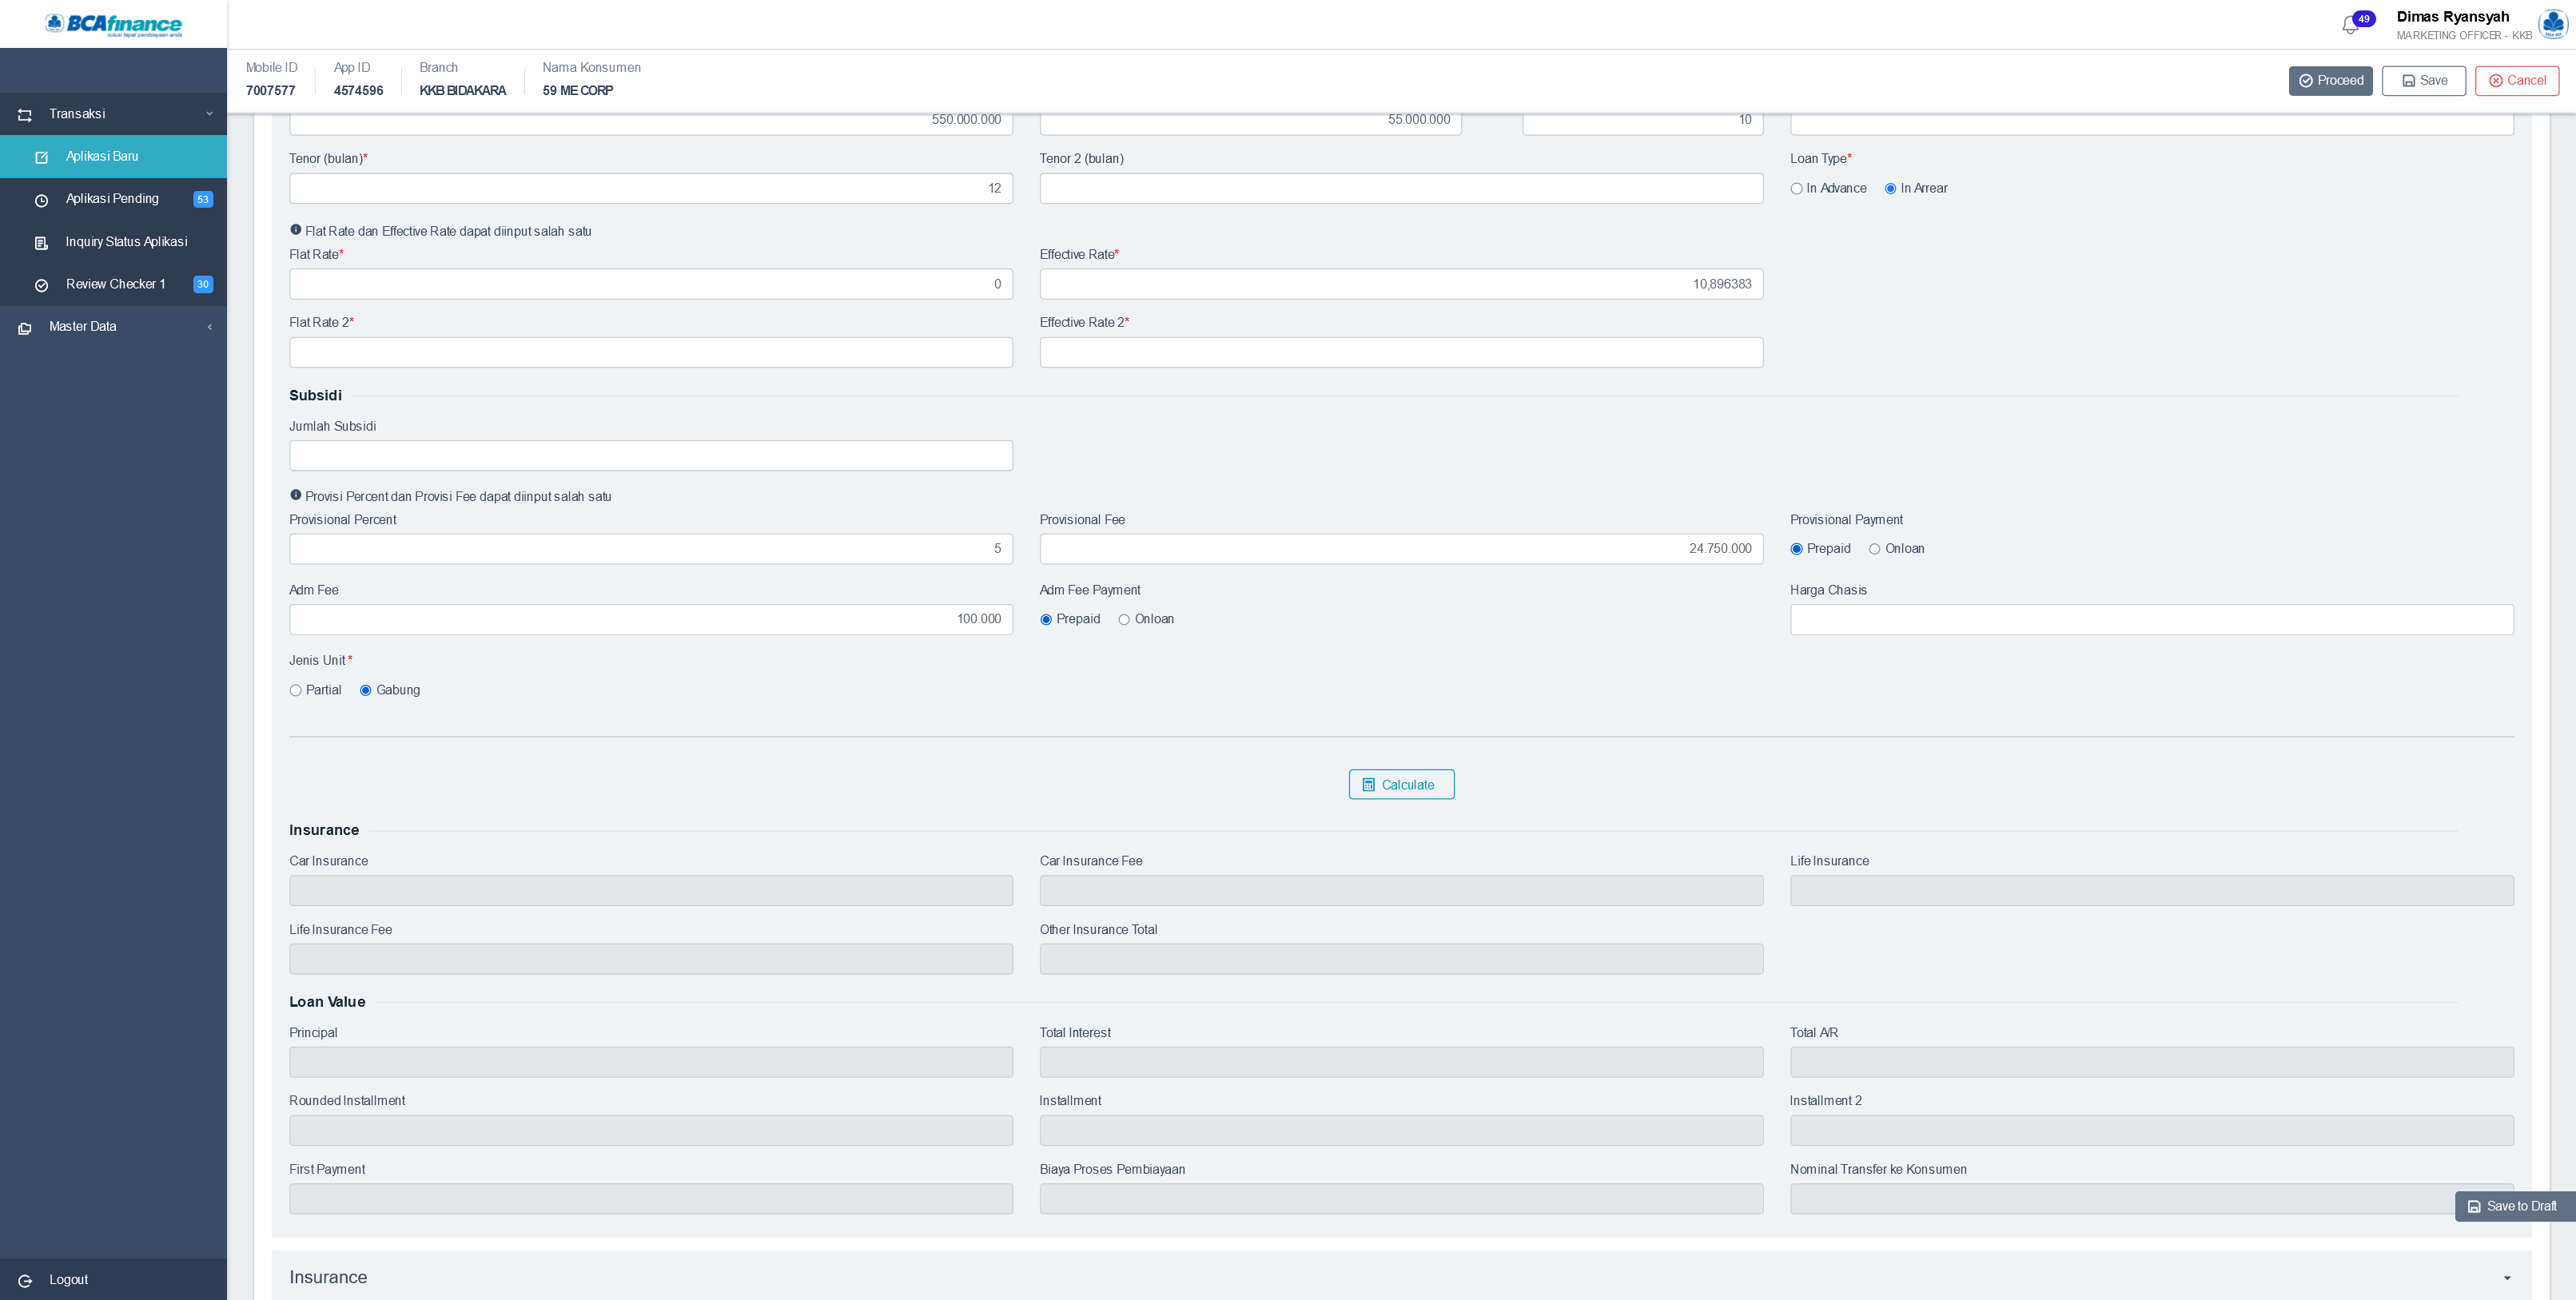 BCAfinance
solusi dapat pembiayaan anda
49
Dimas Ryansyah
MARKETING OFFICER - KKB
Mobile ID
7007577
App ID
4574596
Branch
KKB BIDAKARA
Nama Konsumen
59 ME CORP
Proceed
Save
Cancel
Transaksi
Aplikasi Baru
Aplikasi Pending
53
Inquiry Status Aplikasi
Review Checker 1
30
Master Data
Logout
550.000.000
55.000.000
10
Tenor (bulan)*
12
Tenor 2 (bulan)
Loan Type*
In Advance
In Arrear
Flat Rate dan Effective Rate dapat diinput salah satu
Flat Rate*
0
Effective Rate*
10,896383
Flat Rate 2*
Effective Rate 2*
Subsidi
Jumlah Subsidi
Provisi Percent dan Provisi Fee dapat diinput salah satu
Provisional Percent
5
Provisional Fee
24.750.000
Provisional Payment
Prepaid
Onloan
Adm Fee
100.000
Adm Fee Payment
Prepaid
Onloan
Harga Chasis
Jenis Unit *
Partial
Gabung
Calculate
Insurance
Car Insurance
Car Insurance Fee
Life Insurance
Life Insurance Fee
Other Insurance Total
Loan Value
Principal
Total Interest
Total A/R
Rounded Installment
Installment
Installment 2
First Payment
Biaya Proses Pembiayaan
Nominal Transfer ke Konsumen
Save to Draft
Insurance